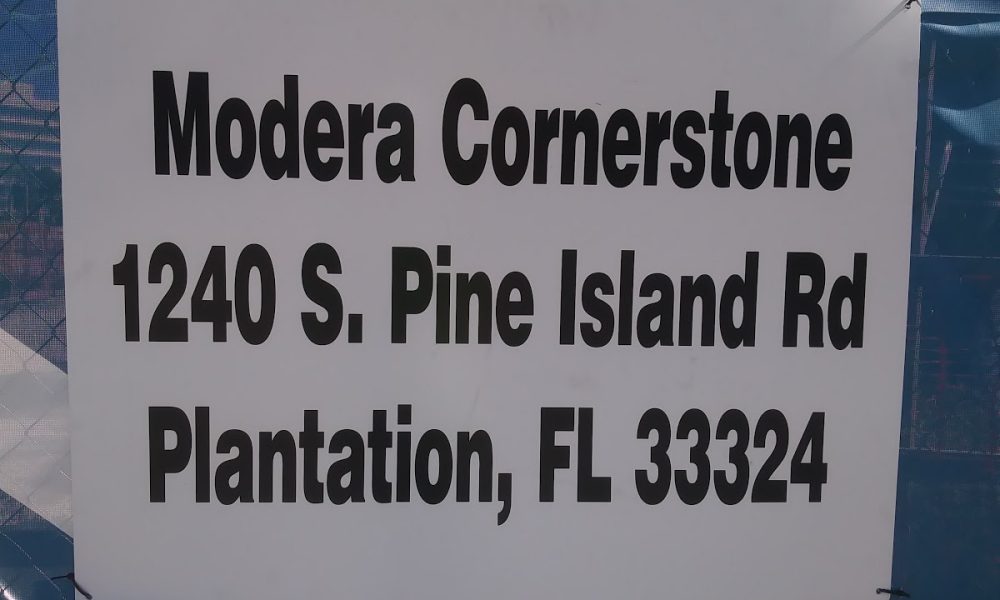 Modera Cornerstone
1240 S. Pine Island Rd
Plantation, FL 33324